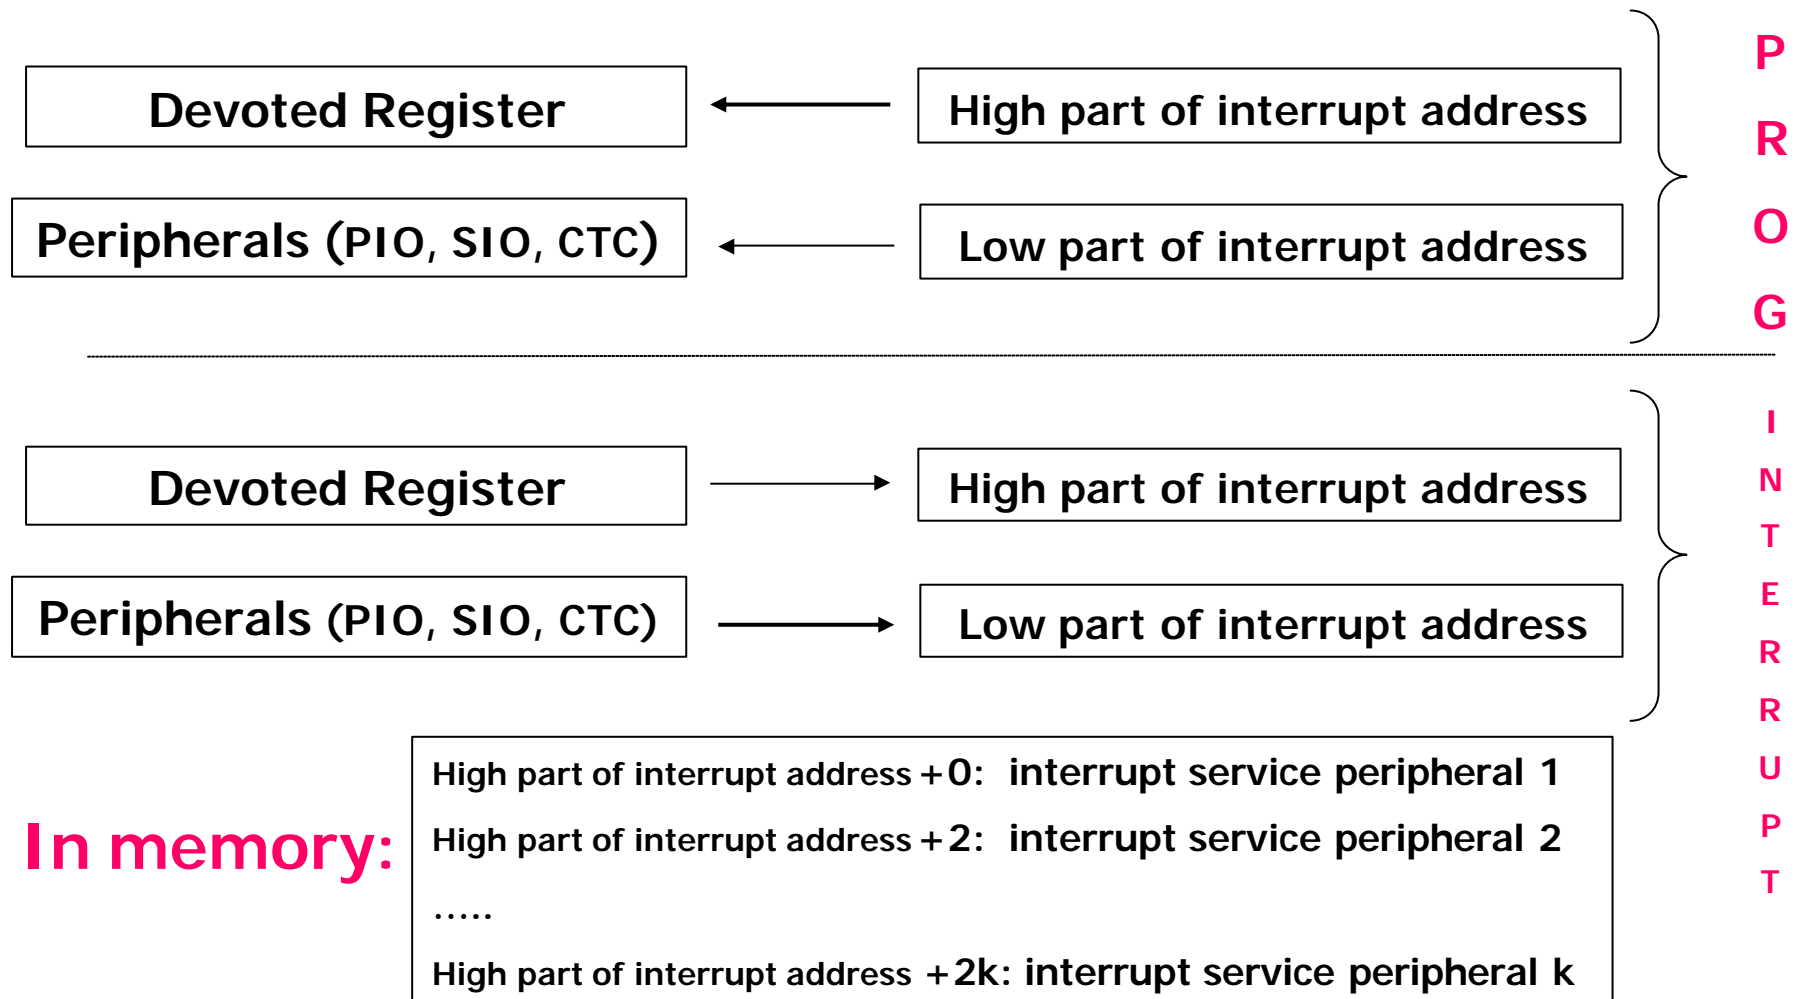 Devoted Register
High part of interrupt address
Peripherals (PIO, SIO, CTC)
Low part of interrupt address
PROG
Devoted Register
High part of interrupt address
Peripherals (PIO, SIO, CTC)
Low part of interrupt address
INTERRUPT
In memory:
High part of interrupt address +0: interrupt service peripheral 1
High part of interrupt address +2: interrupt service peripheral 2
.....
High part of interrupt address +2k: interrupt service peripheral k